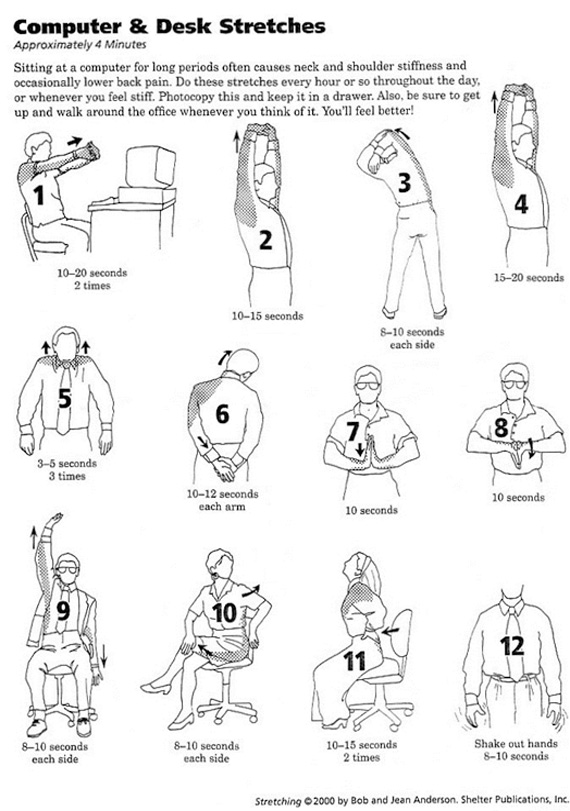 Computer & Desk Stretches
Approximately 4 Minutes
Sitting at a computer for long periods often causes neck and shoulder stiffness and
occasionally lower back pain. Do these stretches every hour or so throughout the day,
or whenever you feel stiff. Photocopy this and keep it in a drawer. Also, be sure to get
up and walk around the office whenever you think of it. You'll feel better!
1
10–20 seconds
2 times
2
10–15 seconds
3
8–10 seconds
each side
4
15–20 seconds
5
3–5 seconds
3 times
6
10–12 seconds
each arm
7
10 seconds
8
10 seconds
9
8–10 seconds
each side
10
8–10 seconds
each side
11
10–15 seconds
2 times
12
Shake out hands
8–10 seconds
Stretching ©2000 by Bob and Jean Anderson. Shelter Publications, Inc.